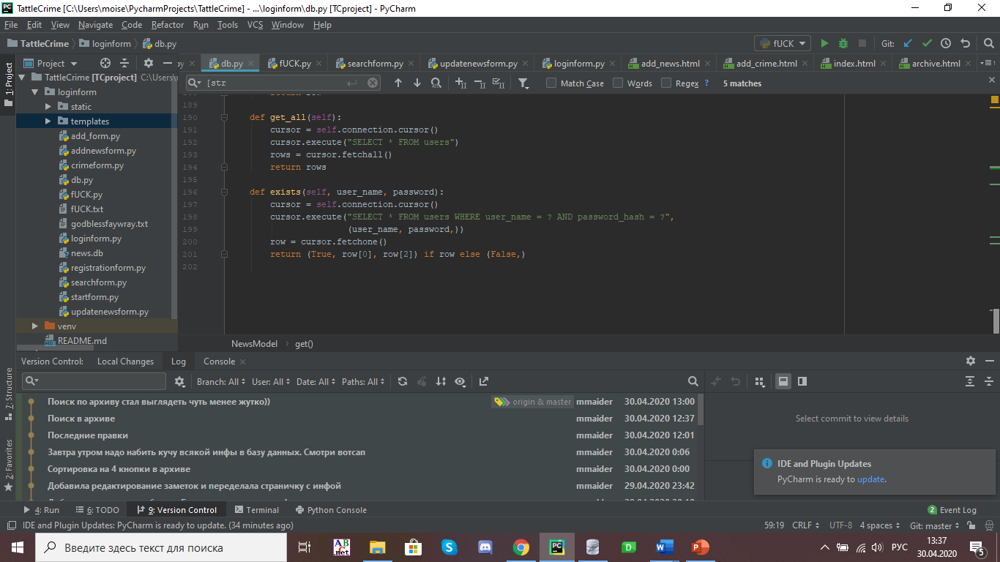 TattleCrime [C:\Users\moise\PycharmProjects\TattleCrime] - ...\loginform\db.py [TCproject] - PyCharm
File Edit View Navigate Code Refactor Run Tools VCS Window Help
TattleCrime loginform db.py fUCK Git:
1: Project
Project
py db.py fUCK.py searchform.py updatenewsform.py loginform.py add_news.html add_crime.html index.html archive.html
[str Match Case Words Regex ? 5 matches
TattleCrime [TCproject] C:\Users\
loginform
static
templates
add_form.py
addnewsform.py
crimeform.py
db.py
fUCK.py
fUCK.txt
godblessfaywray.txt
loginform.py
news.db
registrationform.py
searchform.py
startform.py
updatenewsform.py
venv
README.md
189
190 def get_all(self):
191 cursor = self.connection.cursor()
192 cursor.execute("SELECT * FROM users")
193 rows = cursor.fetchall()
194 return rows
195
196 def exists(self, user_name, password):
197 cursor = self.connection.cursor()
198 cursor.execute("SELECT * FROM users WHERE user_name = ? AND password_hash = ?",
199 (user_name, password,))
200 row = cursor.fetchone()
201 return (True, row[0], row[2]) if row else (False,)
202
NewsModel get()
Version Control: Local Changes Log Console
Branch: All User: All Date: All Paths: All
Поиск по архиву стал выглядеть чуть менее жутко)) origin & master mmaider 30.04.2020 13:00
Поиск в архиве mmaider 30.04.2020 12:37
Последние правки mmaider 30.04.2020 12:01
Завтра утром надо набить кучу всякой инфы в базу данных. Смотри вотсап mmaider 30.04.2020 0:06
Сортировка на 4 кнопки в архиве mmaider 30.04.2020 0:00
Добавила редактирование заметок и переделала страничку с инфой mmaider 29.04.2020 23:42
Select commit to view details
IDE and Plugin Updates
PyCharm is ready to update.
7: Structure
2: Favorites
4: Run 6: TODO 9: Version Control Terminal Python Console 2 Event Log
IDE and Plugin Updates: PyCharm is ready to update. (34 minutes ago) 59:19 CRLF UTF-8 4 spaces Git: master
Введите здесь текст для поиска
ABC
.net
РУС
13:37
30.04.2020
5